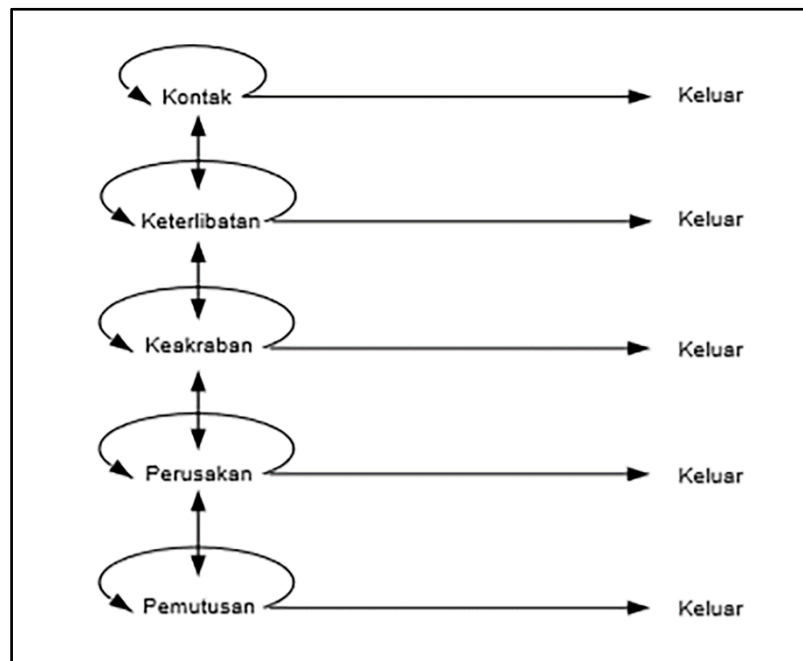 Kontak Keluar
Keterlibatan Keluar
Keakraban Keluar
Perusakan Keluar
Pemutusan Keluar